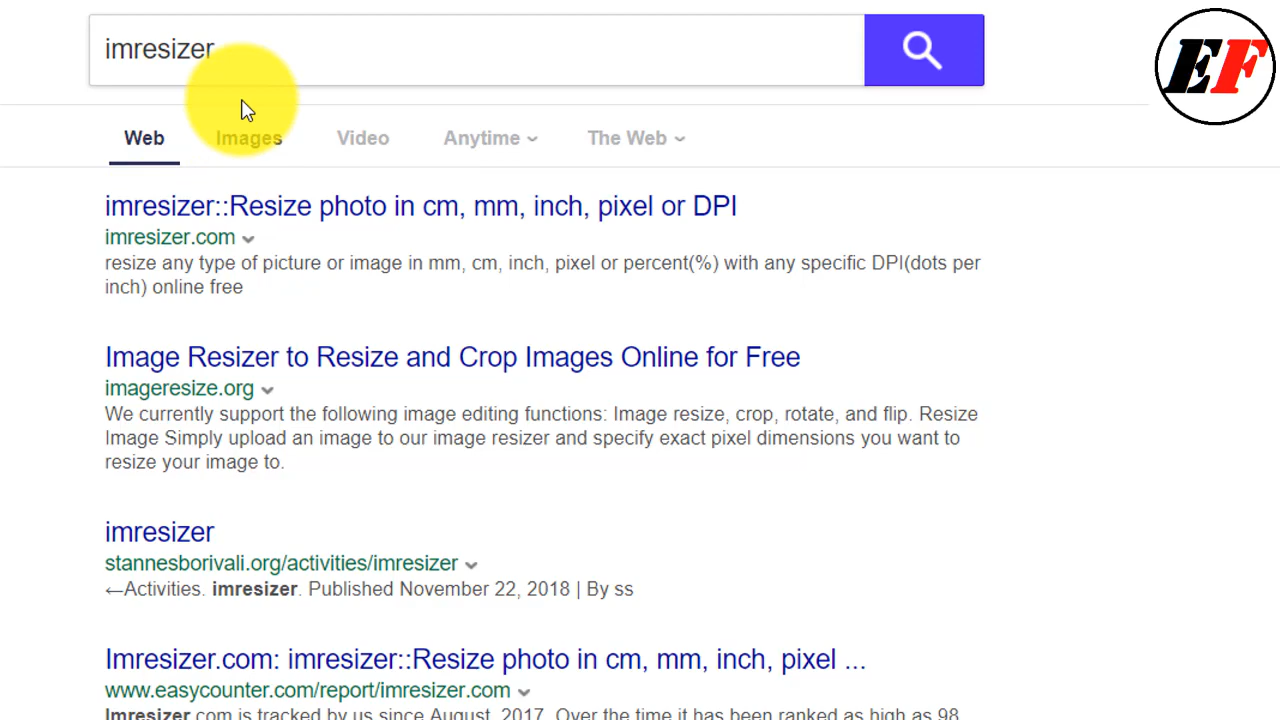 imresizer
EF
Web Images Video Anytime The Web
imresizer::Resize photo in cm, mm, inch, pixel or DPI
imresizer.com
resize any type of picture or image in mm, cm, inch, pixel or percent(%) with any specific DPI(dots per
inch) online free
Image Resizer to Resize and Crop Images Online for Free
imageresize.org
We currently support the following image editing functions: Image resize, crop, rotate, and flip. Resize
Image Simply upload an image to our image resizer and specify exact pixel dimensions you want to
resize your image to.
imresizer
stannesborivali.org/activities/imresizer
←Activities. imresizer. Published November 22, 2018 | By ss
Imresizer.com: imresizer::Resize photo in cm, mm, inch, pixel ...
www.easycounter.com/report/imresizer.com
Imresizer.com is tracked by us since August, 2017. Over the time it has been ranked as high as 98